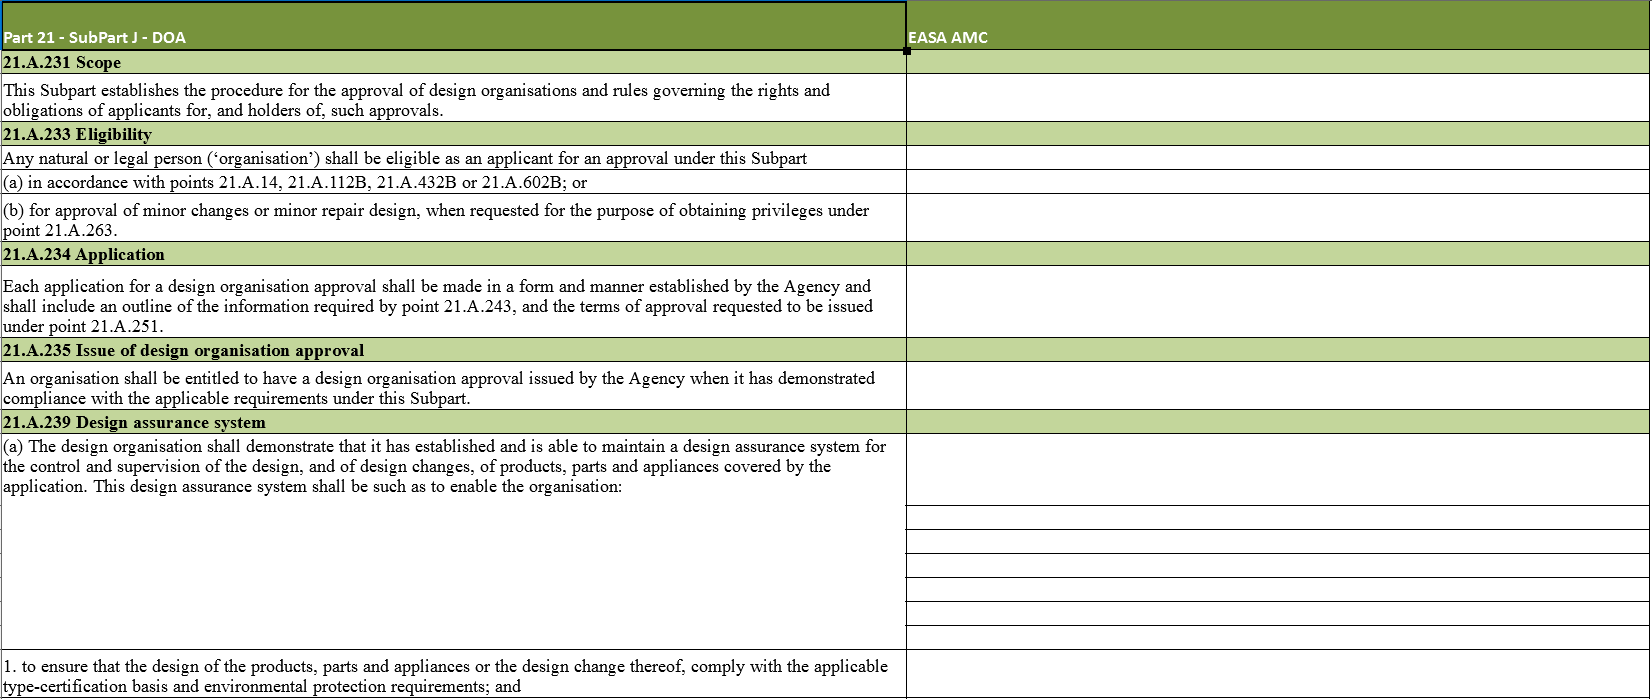 Part 21 - SubPart J - DOA
EASA AMC
21.A.231 Scope
This Subpart establishes the procedure for the approval of design organisations and rules governing the rights and
obligations of applicants for, and holders of, such approvals.
21.A.233 Eligibility
Any natural or legal person (‘organisation’) shall be eligible as an applicant for an approval under this Subpart
(a) in accordance with points 21.A.14, 21.A.112B, 21.A.432B or 21.A.602B; or
(b) for approval of minor changes or minor repair design, when requested for the purpose of obtaining privileges under
point 21.A.263.
21.A.234 Application
Each application for a design organisation approval shall be made in a form and manner established by the Agency and
shall include an outline of the information required by point 21.A.243, and the terms of approval requested to be issued
under point 21.A.251.
21.A.235 Issue of design organisation approval
An organisation shall be entitled to have a design organisation approval issued by the Agency when it has demonstrated
compliance with the applicable requirements under this Subpart.
21.A.239 Design assurance system
(a) The design organisation shall demonstrate that it has established and is able to maintain a design assurance system for
the control and supervision of the design, and of design changes, of products, parts and appliances covered by the
application. This design assurance system shall be such as to enable the organisation:
1. to ensure that the design of the products, parts and appliances or the design change thereof, comply with the applicable
type-certification basis and environmental protection requirements; and